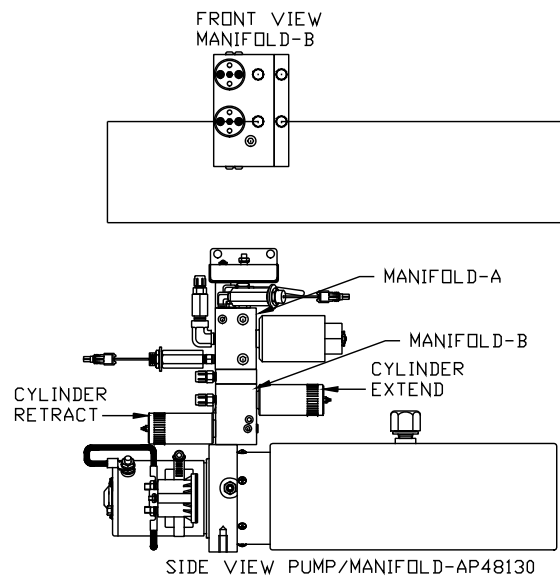 FRONT VIEW
MANIFOLD-B
MANIFOLD-A
MANIFOLD-B
CYLINDER
EXTEND
CYLINDER
RETRACT
SIDE VIEW PUMP/MANIFOLD-AP48130